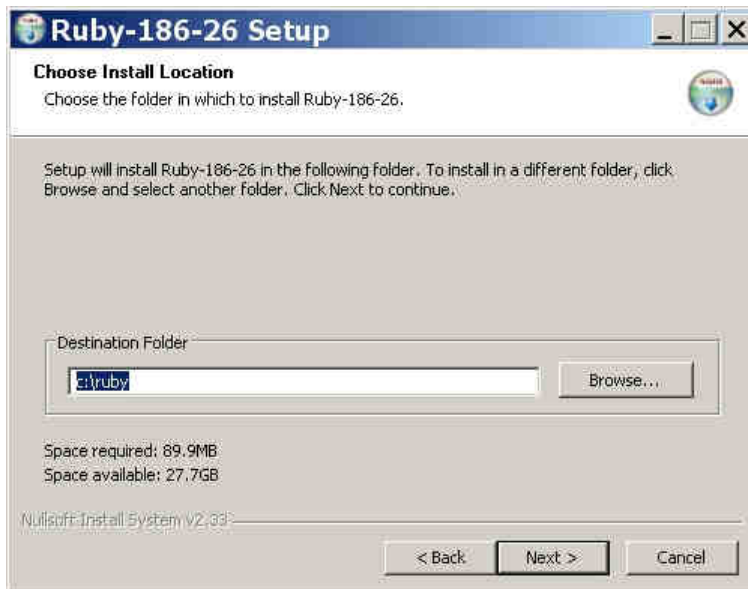 Ruby-186-26 Setup
Choose Install Location
Choose the folder in which to install Ruby-186-26.
Setup will install Ruby-186-26 in the following folder. To install in a different folder, click
Browse and select another folder. Click Next to continue.
Destination Folder
c:\ruby
Browse...
Space required: 89.9MB
Space available: 27.7GB
Nullsoft Install System v2.33
< Back
Next >
Cancel